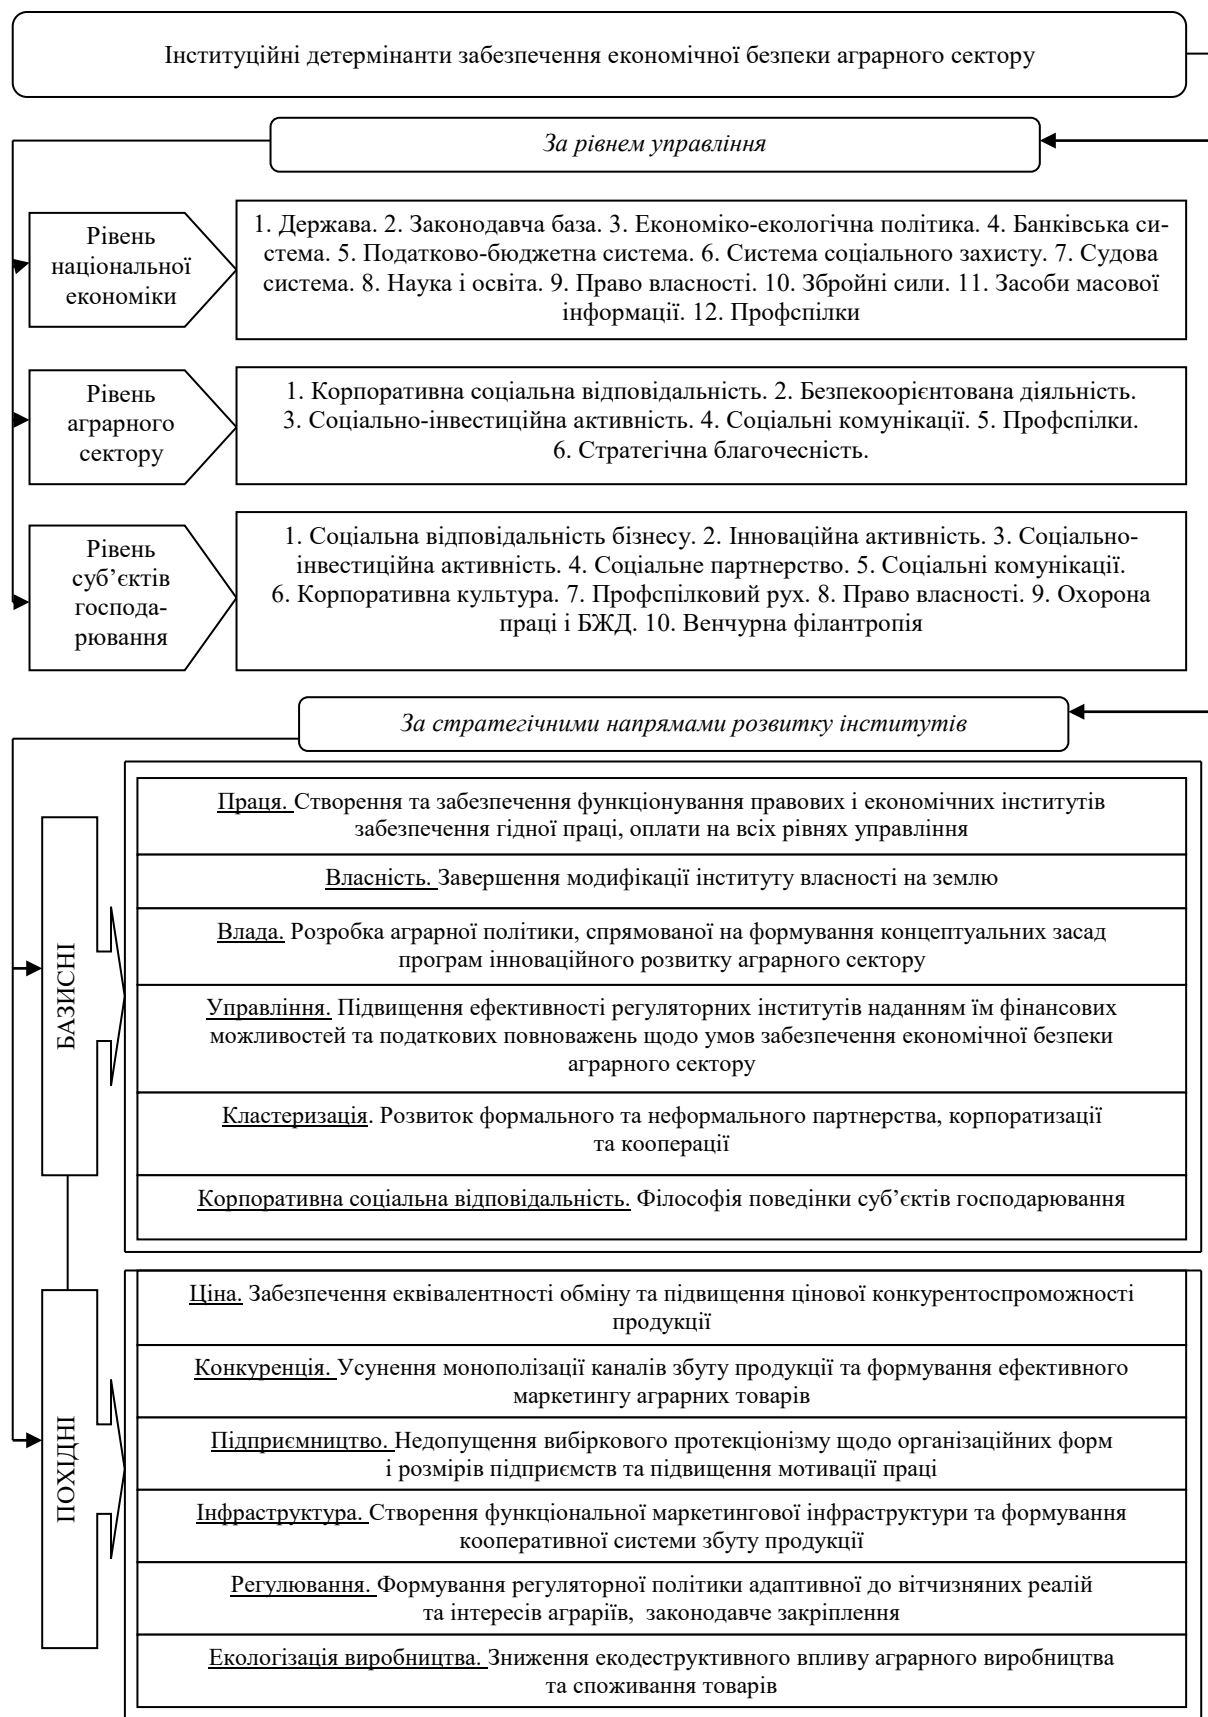 Інституційні детермінанти забезпечення економічної безпеки аграрного сектору
За рівнем управління
Рівень
національної
економіки
1. Держава. 2. Законодавча база. 3. Економіко-екологічна політика. 4. Банківська си-
стема. 5. Податково-бюджетна система. 6. Система соціального захисту. 7. Судова
система. 8. Наука і освіта. 9. Право власності. 10. Збройні сили. 11. Засоби масової
інформації. 12. Профспілки
Рівень
аграрного
сектору
1. Корпоративна соціальна відповідальність. 2. Безпекоорієнтована діяльність.
3. Соціально-інвестиційна активність. 4. Соціальні комунікації. 5. Профспілки.
6. Стратегічна благочесність.
Рівень
суб’єктів
господа-
рювання
1. Соціальна відповідальність бізнесу. 2. Інноваційна активність. 3. Соціально-
інвестиційна активність. 4. Соціальне партнерство. 5. Соціальні комунікації.
6. Корпоративна культура. 7. Профспілковий рух. 8. Право власності. 9. Охорона
праці і БЖД. 10. Венчурна філантропія
За стратегічними напрямами розвитку інститутів
БАЗИСНІ
Праця. Створення та забезпечення функціонування правових і економічних інститутів
забезпечення гідної праці, оплати на всіх рівнях управління
Власність. Завершення модифікації інституту власності на землю
Влада. Розробка аграрної політики, спрямованої на формування концептуальних засад
програм інноваційного розвитку аграрного сектору
Управління. Підвищення ефективності регуляторних інститутів наданням їм фінансових
можливостей та податкових повноважень щодо умов забезпечення економічної безпеки
аграрного сектору
Кластеризація. Розвиток формального та неформального партнерства, корпоратизації
та кооперації
Корпоративна соціальна відповідальність. Філософія поведінки суб’єктів господарювання
ПОХІДНІ
Ціна. Забезпечення еквівалентності обміну та підвищення цінової конкурентоспроможності
продукції
Конкуренція. Усунення монополізації каналів збуту продукції та формування ефективного
маркетингу аграрних товарів
Підприємництво. Недопущення вибіркового протекціонізму щодо організаційних форм
і розмірів підприємств та підвищення мотивації праці
Інфраструктура. Створення функціональної маркетингової інфраструктури та формування
кооперативної системи збуту продукції
Регулювання. Формування регуляторної політики адаптивної до вітчизняних реалій
та інтересів аграріїв,  законодавче закріплення
Екологізація виробництва. Зниження екодеструктивного впливу аграрного виробництва
та споживання товарів